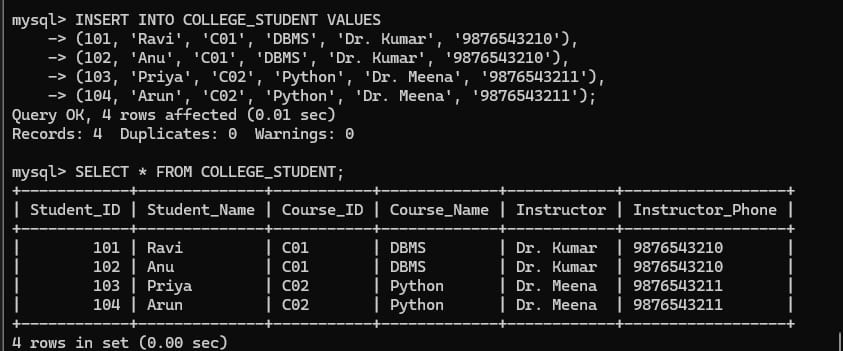 mysql> INSERT INTO COLLEGE_STUDENT VALUES
    -> (101, 'Ravi', 'C01', 'DBMS', 'Dr. Kumar', '9876543210'),
    -> (102, 'Anu', 'C01', 'DBMS', 'Dr. Kumar', '9876543210'),
    -> (103, 'Priya', 'C02', 'Python', 'Dr. Meena', '9876543211'),
    -> (104, 'Arun', 'C02', 'Python', 'Dr. Meena', '9876543211');
Query OK, 4 rows affected (0.01 sec)
Records: 4  Duplicates: 0  Warnings: 0

mysql> SELECT * FROM COLLEGE_STUDENT;
+------------+--------------+-----------+-------------+------------+------------------+
| Student_ID | Student_Name | Course_ID | Course_Name | Instructor | Instructor_Phone |
+------------+--------------+-----------+-------------+------------+------------------+
|        101 | Ravi         | C01       | DBMS        | Dr. Kumar  | 9876543210       |
|        102 | Anu          | C01       | DBMS        | Dr. Kumar  | 9876543210       |
|        103 | Priya        | C02       | Python      | Dr. Meena  | 9876543211       |
|        104 | Arun         | C02       | Python      | Dr. Meena  | 9876543211       |
+------------+--------------+-----------+-------------+------------+------------------+
4 rows in set (0.00 sec)